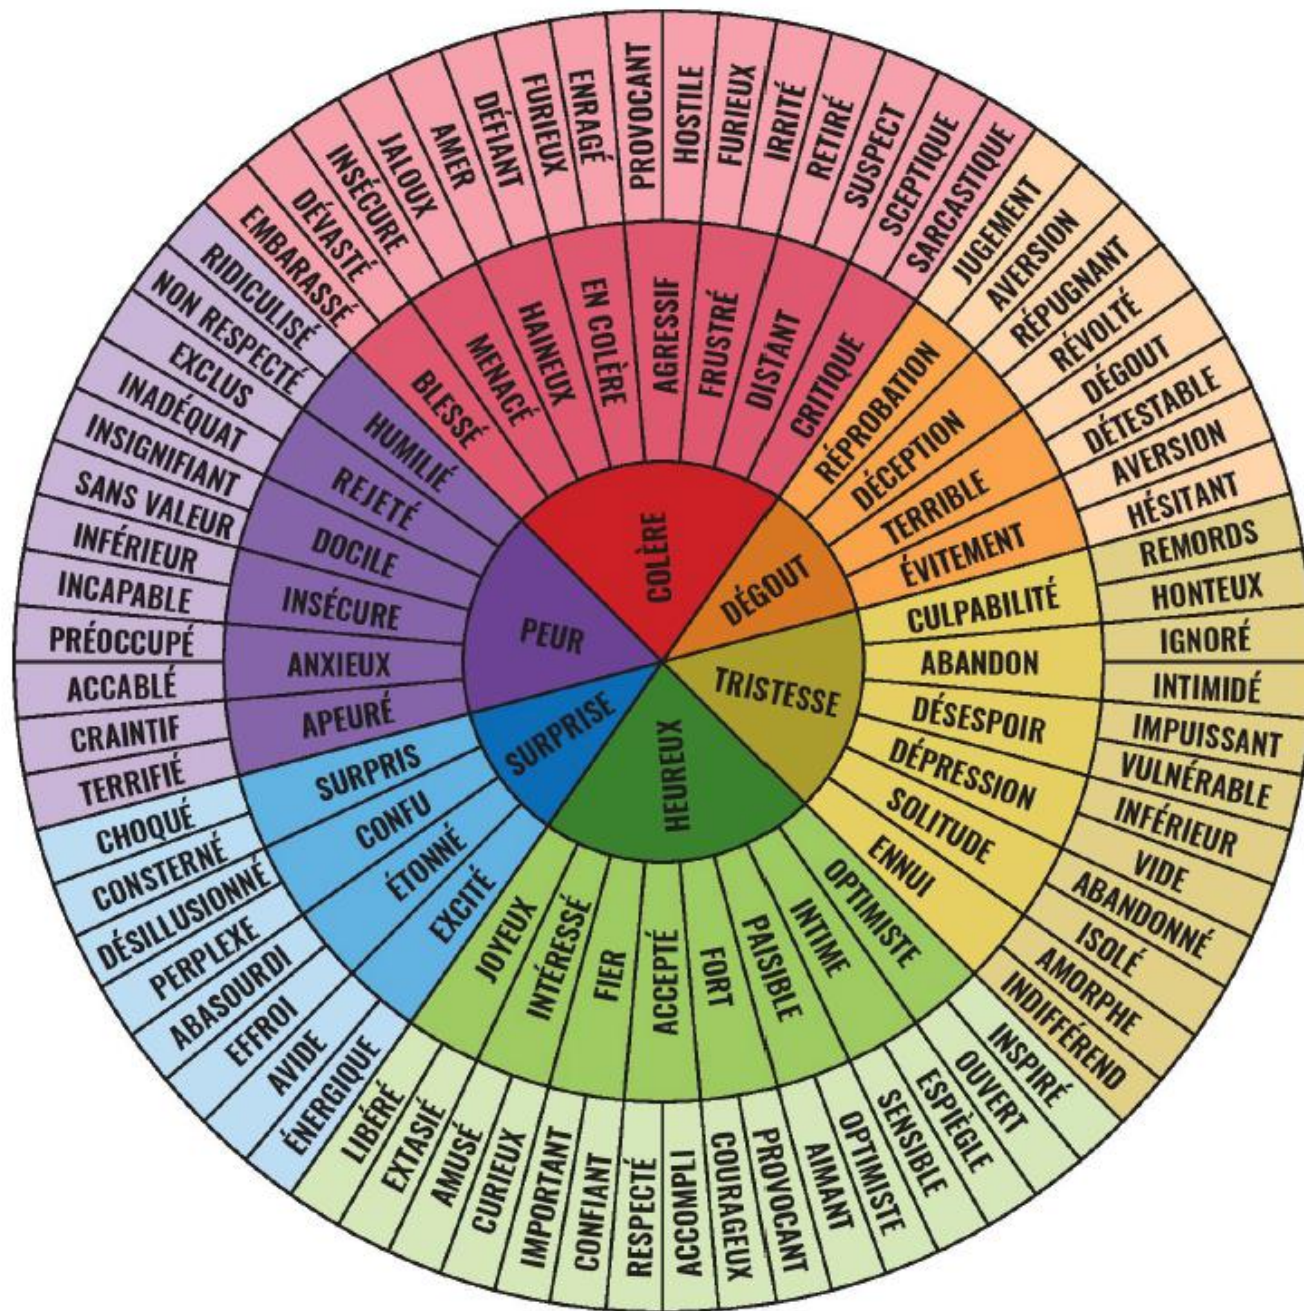 COLÈRE
DÉGOUT
TRISTESSE
HEUREUX
SURPRISE
PEUR
BLESSÉ
MENACÉ
HAINEUX
EN COLÈRE
AGRESSIF
FRUSTRÉ
DISTANT
CRITIQUE
RÉPROBATION
DÉCEPTION
TERRIBLE
ÉVITEMENT
CULPABILITÉ
ABANDON
DÉSESPOIR
DÉPRESSION
SOLITUDE
ENNUI
OPTIMISTE
INTIME
PAISIBLE
FORT
ACCEPTÉ
FIER
INTÉRESSÉ
JOYEUX
EXCITÉ
ÉTONNÉ
CONFU
SURPRIS
APEURÉ
ANXIEUX
INSÉCURE
DOCILE
REJETÉ
HUMILIÉ
EMBARASSÉ
DÉVASTÉ
INSÉCURE
JALOUX
AMER
DÉFIANT
FURIEUX
ENRAGÉ
PROVOCANT
HOSTILE
FURIEUX
IRRITÉ
RETIRÉ
SUSPECT
SCEPTIQUE
SARCASTIQUE
JUGEMENT
AVERSION
RÉPUGNANT
RÉVOLTÉ
DÉGOUT
DÉTESTABLE
AVERSION
HÉSITANT
REMORDS
HONTEUX
IGNORÉ
INTIMIDÉ
IMPUISSANT
VULNÉRABLE
INFÉRIEUR
VIDE
ABANDONNÉ
ISOLÉ
AMORPHE
INDIFFÉREND
INSPIRÉ
OUVERT
ESPIÈGLE
SENSIBLE
OPTIMISTE
AIMANT
PROVOCANT
COURAGEUX
ACCOMPLI
RESPECTÉ
CONFIANT
IMPORTANT
CURIEUX
AMUSÉ
EXTASIÉ
LIBÉRÉ
ÉNERGIQUE
AVIDE
EFFROI
ABASOURDI
PERPLEXE
DÉSILLUSIONNÉ
CONSTERNÉ
CHOQUÉ
TERRIFIÉ
CRAINTIF
ACCABLÉ
PRÉOCCUPÉ
INCAPABLE
INFÉRIEUR
SANS VALEUR
INSIGNIFIANT
INADÉQUAT
EXCLUS
NON RESPECTÉ
RIDICULISÉ